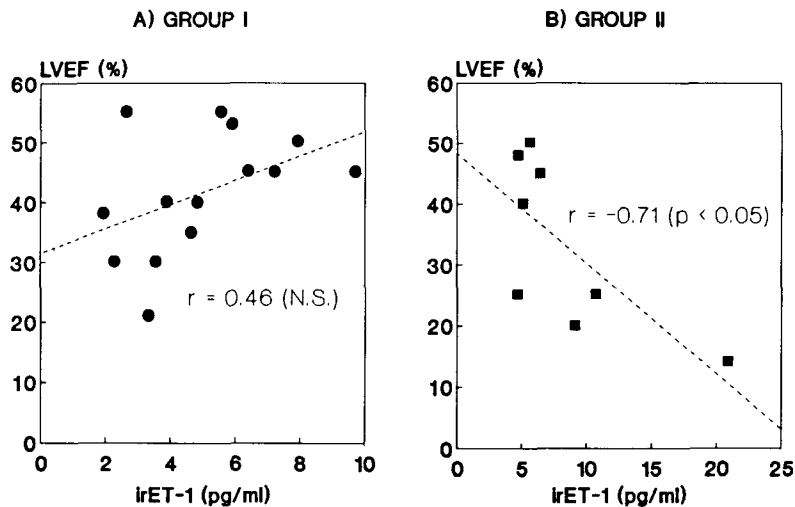 A) GROUP I
LVEF (%)
60
50
40
30
20
10
0
r = 0.46 (N.S.)
0 2 4 6 8 10
irET-1 (pg/ml)
B) GROUP II
LVEF (%)
60
50
40
30
20
10
0
r = -0.71 (p < 0.05)
0 5 10 15 20 25
irET-1 (pg/ml)